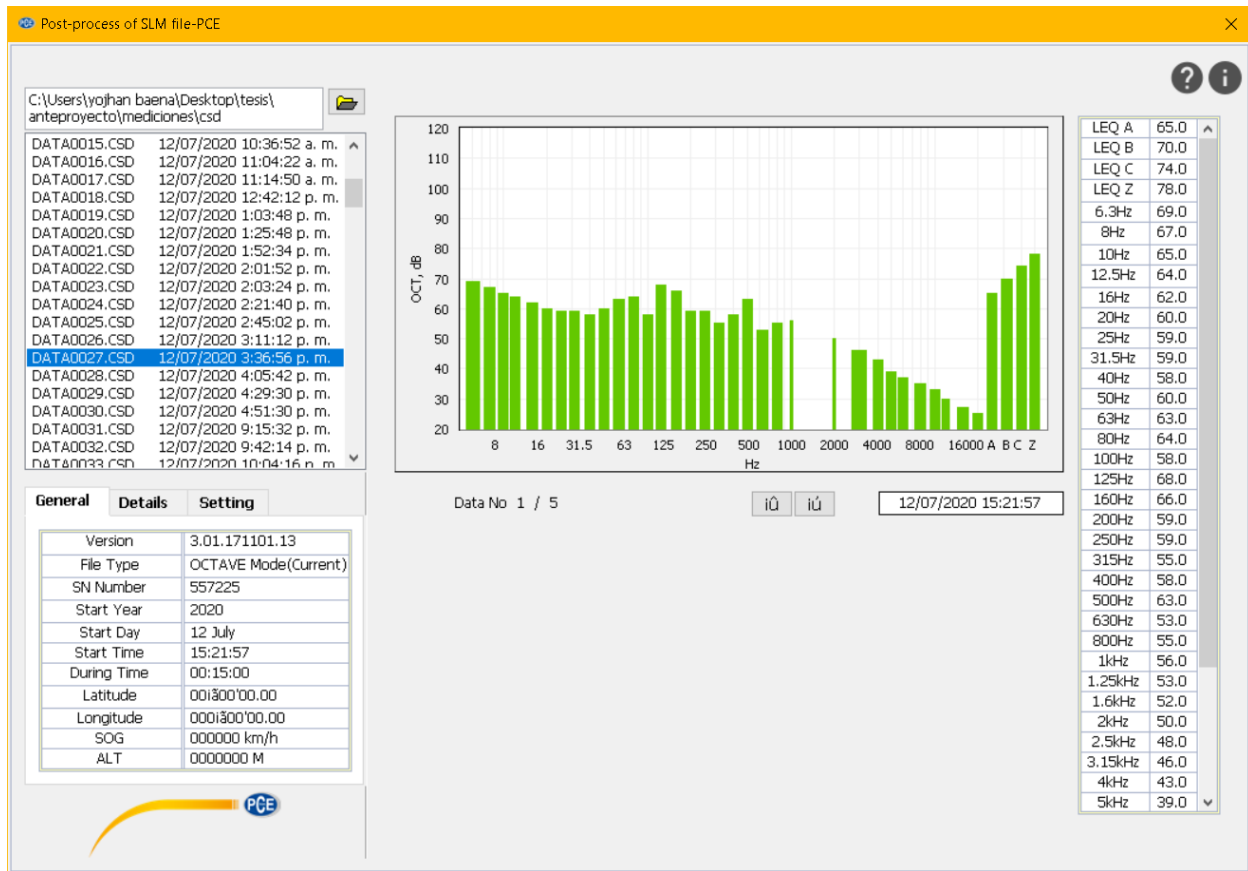 Post-process of SLM file-PCE
C:\Users\yojhan baena\Desktop\tesis\
anteproyecto\mediciones\csd
DATA0015.CSD 12/07/2020 10:36:52 a. m.
DATA0016.CSD 12/07/2020 11:04:22 a. m.
DATA0017.CSD 12/07/2020 11:14:50 a. m.
DATA0018.CSD 12/07/2020 12:42:12 p. m.
DATA0019.CSD 12/07/2020 1:03:48 p. m.
DATA0020.CSD 12/07/2020 1:25:48 p. m.
DATA0021.CSD 12/07/2020 1:52:34 p. m.
DATA0022.CSD 12/07/2020 2:01:52 p. m.
DATA0023.CSD 12/07/2020 2:03:24 p. m.
DATA0024.CSD 12/07/2020 2:21:40 p. m.
DATA0025.CSD 12/07/2020 2:45:02 p. m.
DATA0026.CSD 12/07/2020 3:11:12 p. m.
DATA0027.CSD 12/07/2020 3:36:56 p. m.
DATA0028.CSD 12/07/2020 4:05:42 p. m.
DATA0029.CSD 12/07/2020 4:29:30 p. m.
DATA0030.CSD 12/07/2020 4:51:30 p. m.
DATA0031.CSD 12/07/2020 9:15:32 p. m.
DATA0032.CSD 12/07/2020 9:42:14 p. m.
DATA0033.CSD 12/07/2020 10:04:16 p. m.
General Details Setting
Version 3.01.171101.13
File Type OCTAVE Mode(Current)
SN Number 557225
Start Year 2020
Start Day 12 July
Start Time 15:21:57
During Time 00:15:00
Latitude 00iã00'00.00
Longitude 000iã00'00.00
SOG 000000 km/h
ALT 0000000 M
PCE
OCT, dB
120
110
100
90
80
70
60
50
40
30
20
8 16 31.5 63 125 250 500 1000 2000 4000 8000 16000 A B C Z
Hz
Data No 1 / 5
iû iú
12/07/2020 15:21:57
? i
LEQ A 65.0
LEQ B 70.0
LEQ C 74.0
LEQ Z 78.0
6.3Hz 69.0
8Hz 67.0
10Hz 65.0
12.5Hz 64.0
16Hz 62.0
20Hz 60.0
25Hz 59.0
31.5Hz 59.0
40Hz 58.0
50Hz 60.0
63Hz 63.0
80Hz 64.0
100Hz 58.0
125Hz 68.0
160Hz 66.0
200Hz 59.0
250Hz 59.0
315Hz 55.0
400Hz 58.0
500Hz 63.0
630Hz 53.0
800Hz 55.0
1kHz 56.0
1.25kHz 53.0
1.6kHz 52.0
2kHz 50.0
2.5kHz 48.0
3.15kHz 46.0
4kHz 43.0
5kHz 39.0